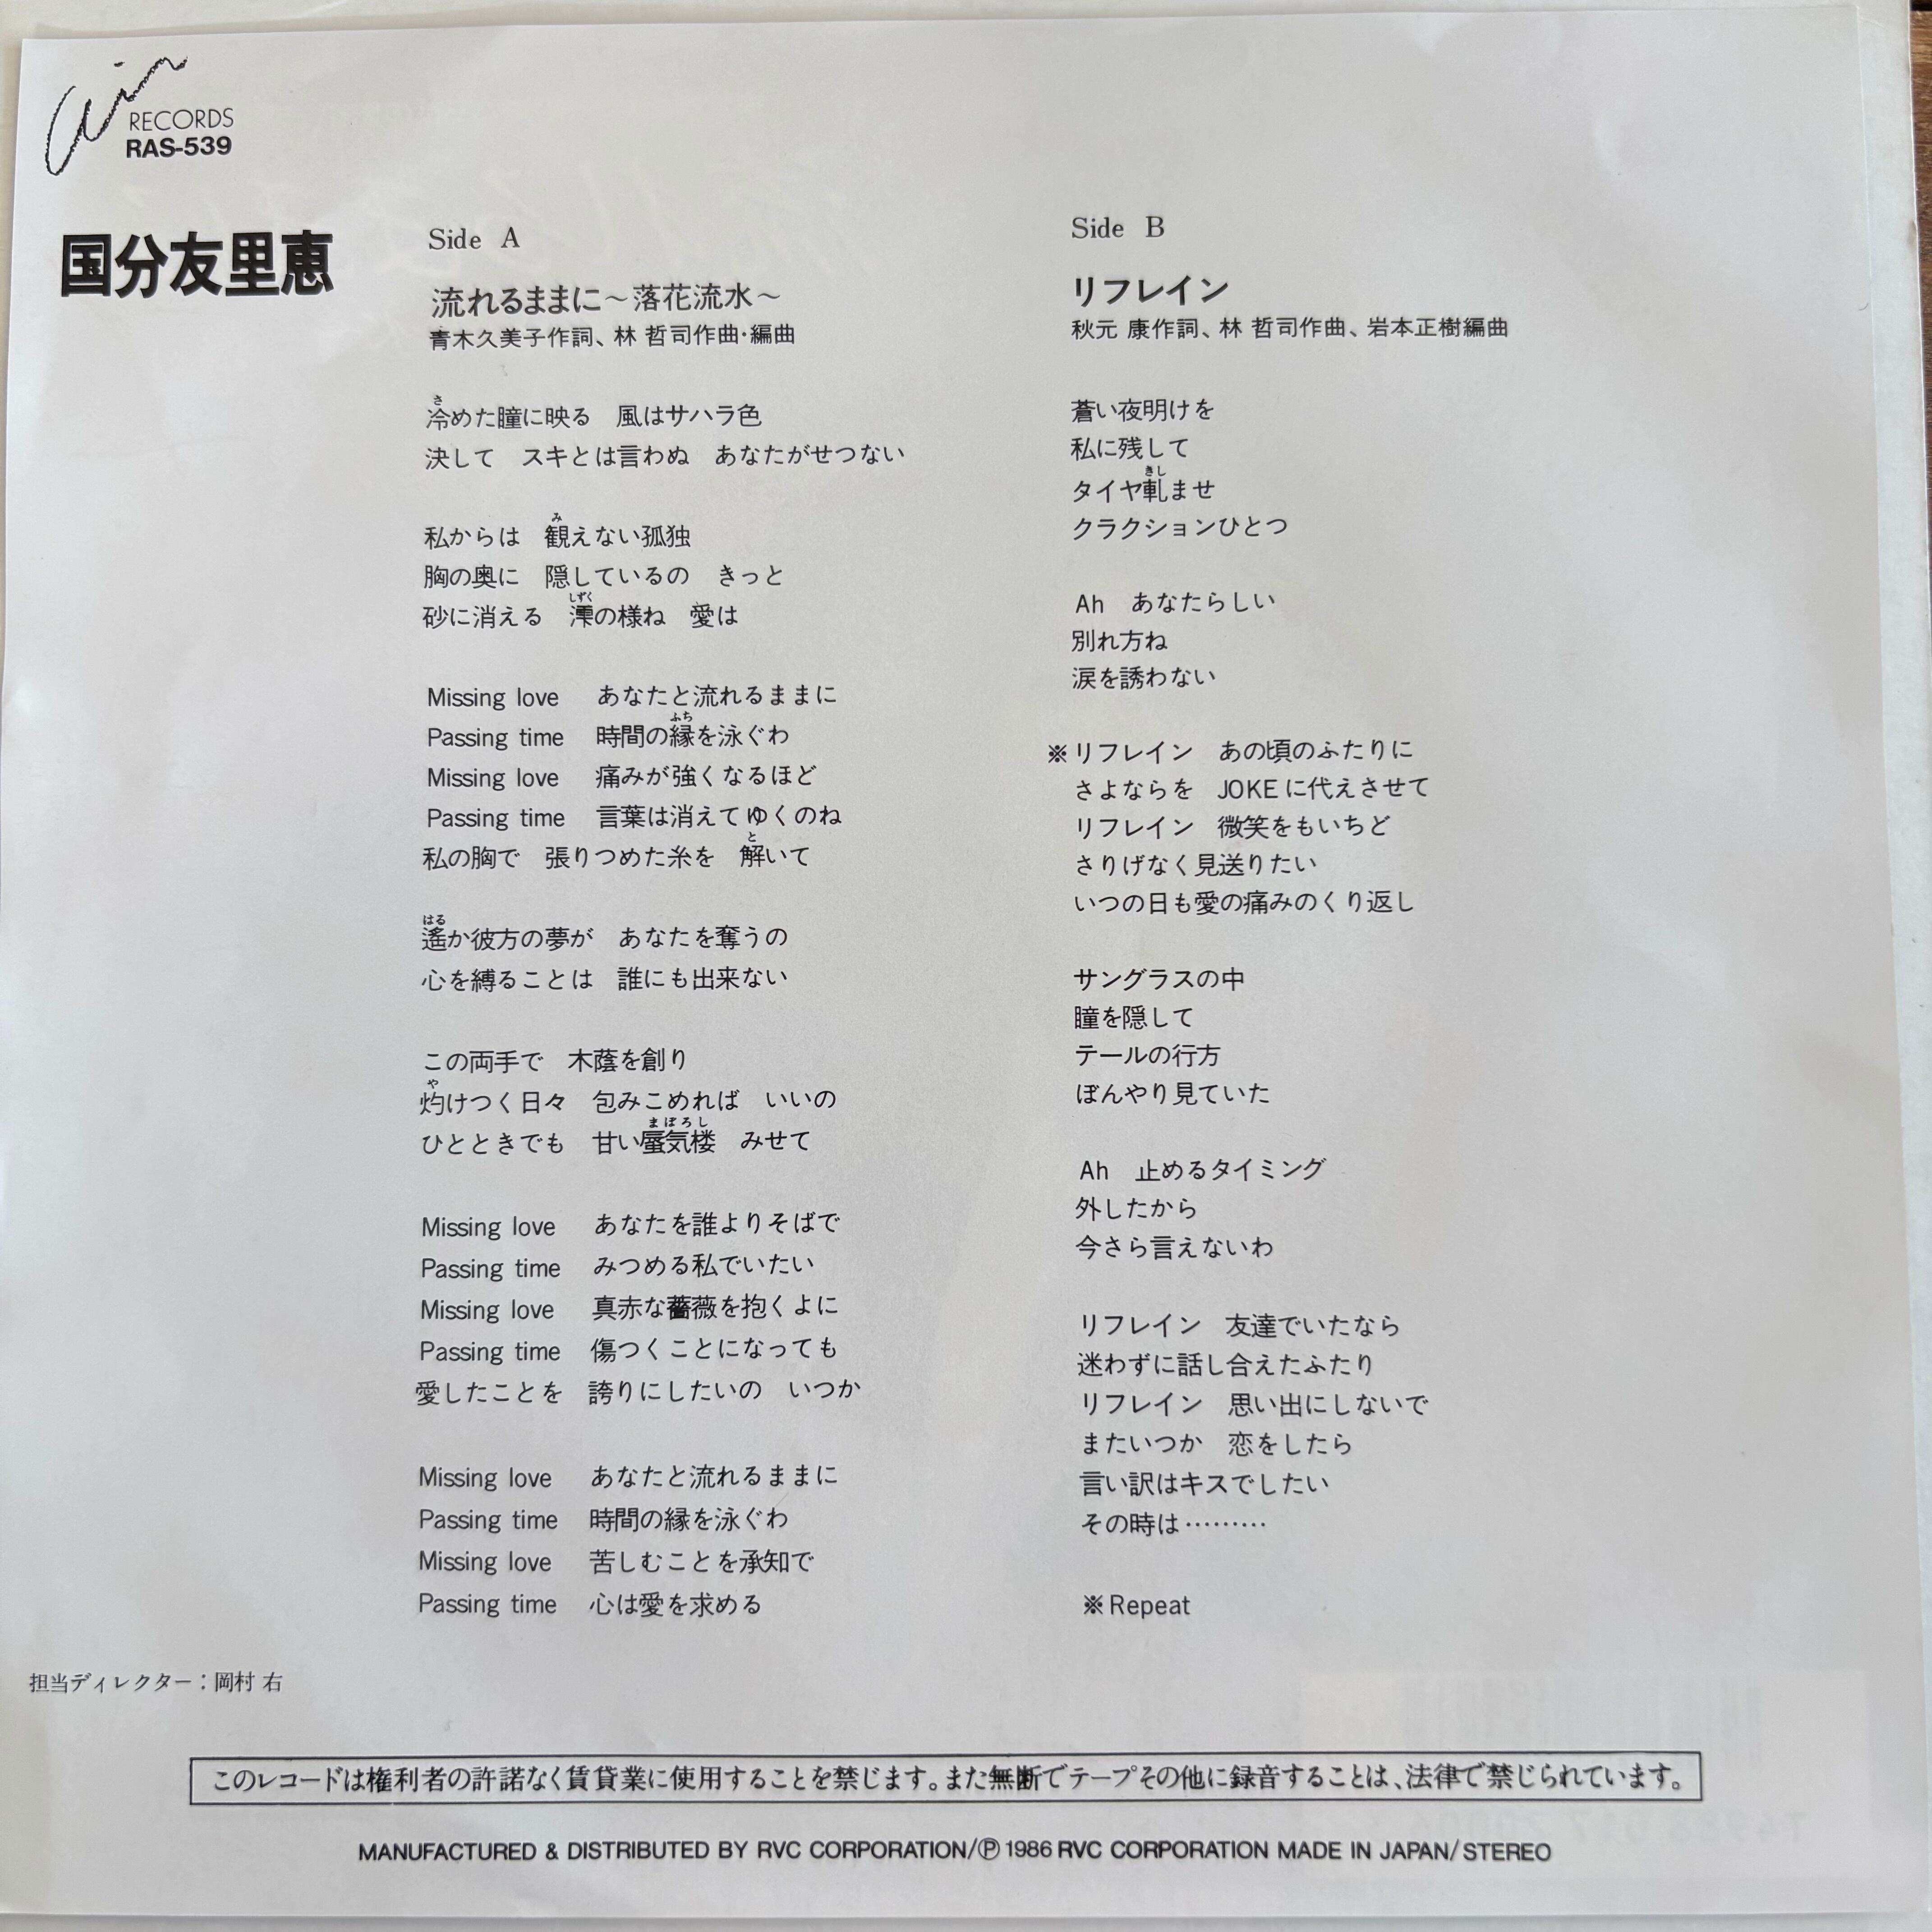 air RECORDS
RAS-539
国分友里恵
Side A
流れるままに～落花流水～
青木久美子作詞、林 哲司作曲・編曲
き
冷めた瞳に映る　風はサハラ色
決して　スキとは言わぬ　あなたがせつない
み
私からは　観えない孤独
胸の奥に　隠しているの　きっと
しずく
砂に消える　澪の様ね　愛は
Missing love　あなたと流れるままに
ふち
Passing time　時間の縁を泳ぐわ
Missing love　痛みが強くなるほど
Passing time　言葉は消えてゆくのね
と
私の胸で　張りつめた糸を　解いて
はる
遙か彼方の夢が　あなたを奪うの
心を縛ることは　誰にも出来ない
この両手で　木蔭を創り
や
灼けつく日々　包みこめれば　いいの
まぼろし
ひとときでも　甘い蜃気楼　みせて
Missing love　あなたを誰よりそばで
Passing time　みつめる私でいたい
Missing love　真赤な薔薇を抱くよに
Passing time　傷つくことになっても
愛したことを　誇りにしたいの　いつか
Missing love　あなたと流れるままに
Passing time　時間の縁を泳ぐわ
Missing love　苦しむことを承知で
Passing time　心は愛を求める
Side B
リフレイン
秋元 康作詞、林 哲司作曲、岩本正樹編曲
蒼い夜明けを
私に残して
きし
タイヤ軋ませ
クラクションひとつ
Ah　あなたらしい
別れ方ね
涙を誘わない
※リフレイン　あの頃のふたりに
さよならを　JOKEに代えさせて
リフレイン　微笑をもいちど
さりげなく見送りたい
いつの日も愛の痛みのくり返し
サングラスの中
瞳を隠して
テールの行方
ぼんやり見ていた
Ah　止めるタイミング
外したから
今さら言えないわ
リフレイン　友達でいたなら
迷わずに話し合えたふたり
リフレイン　思い出にしないで
またいつか　恋をしたら
言い訳はキスでしたい
その時は………
※Repeat
担当ディレクター：岡村 右
このレコードは権利者の許諾なく賃貸業に使用することを禁じます。また無断でテープその他に録音することは、法律で禁じられています。
MANUFACTURED & DISTRIBUTED BY RVC CORPORATION/Ⓟ1986 RVC CORPORATION MADE IN JAPAN/STEREO